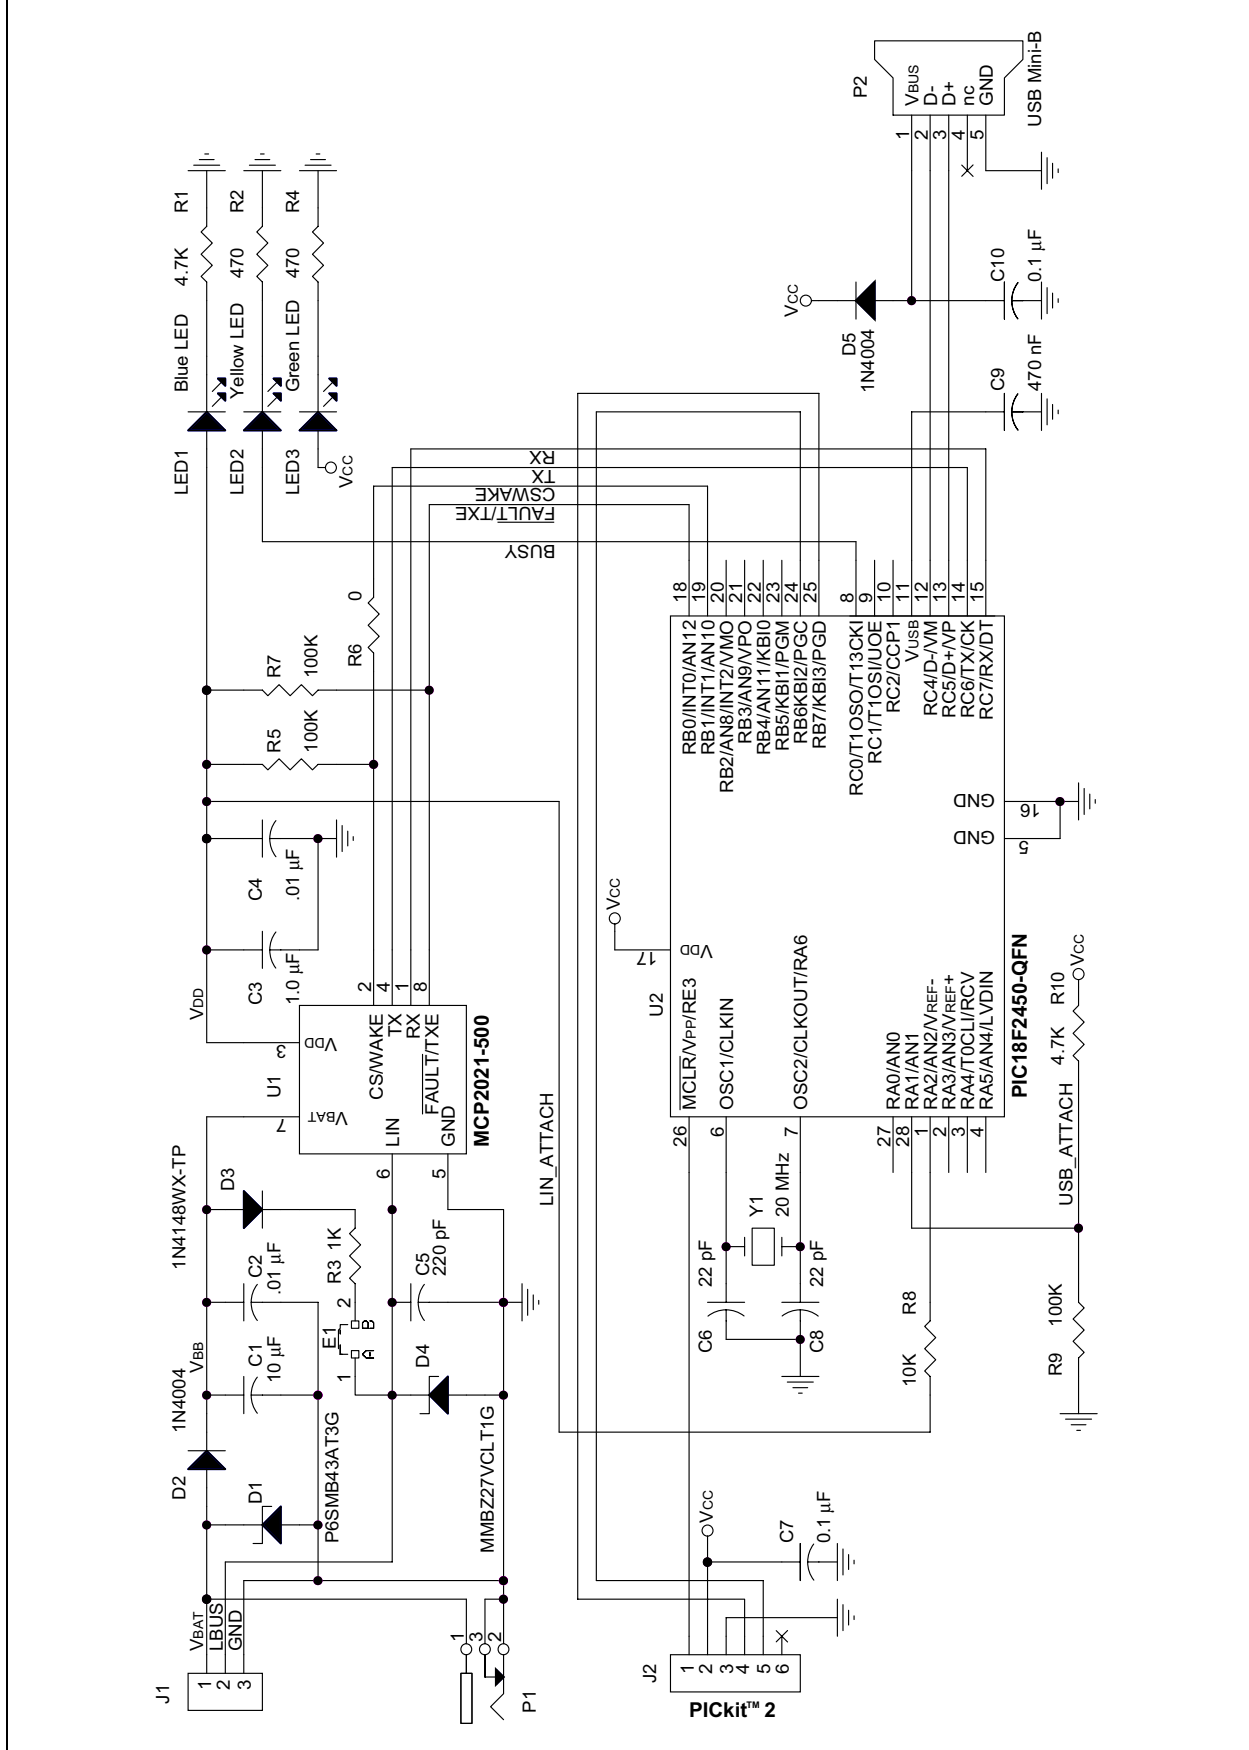 J1
1
2
3
VBAT
LBUS
GND
P1
1
3
2
D2
1N4004
D1
P6SMB43AT3G
VBB
C1
10 µF
C2
.01 µF
1N4148WX-TP
D3
R3 1K
E1
1
2
A
B
D4
MMBZ27VCLT1G
C5
220 pF
U1
MCP2021-500
7
VBAT
3
VDD
6
LIN
5
GND
CS/WAKE
2
TX
4
RX
1
FAULT/TXE
8
VDD
C3
1.0 µF
C4
.01 µF
R5
100K
R7
100K
R6
0
LED1
Blue LED
4.7K
R1
LED2
Yellow LED
470
R2
LED3
Green LED
470
R4
VCC
RX
TX
CSWAKE
FAULT/TXE
BUSY
LIN_ATTACH
J2
PICkit™ 2
1
2
3
4
5
6
VCC
C7
0.1 µF
U2
PIC18F2450-QFN
17
VDD
VCC
26
MCLR/VPP/RE3
6
OSC1/CLKIN
7
OSC2/CLKOUT/RA6
27
RA0/AN0
28
RA1/AN1
1
RA2/AN2/VREF-
2
RA3/AN3/VREF+
3
RA4/T0CLI/RCV
4
RA5/AN4/LVDIN
RB0/INT0/AN12
18
RB1/INT1/AN10
19
RB2/AN8/INT2/VMO
20
RB3/AN9/VPO
21
RB4/AN11/KBI0
22
RB5/KBI1/PGM
23
RB6KBI2/PGC
24
RB7/KBI3/PGD
25
RC0/T1OSO/T13CKI
8
RC1/T1OSI/UOE
9
RC2/CCP1
10
VUSB
11
RC4/D-/VM
12
RC5/D+/VP
13
RC6/TX/CK
14
RC7/RX/DT
15
GND
5
GND
16
C6
22 pF
C8
22 pF
Y1
20 MHz
R8
10K
R9
100K
USB_ATTACH
4.7K
R10
VCC
C9
470 nF
C10
0.1 µF
D5
1N4004
VCC
P2
USB Mini-B
1
VBUS
2
D-
3
D+
4
nc
5
GND